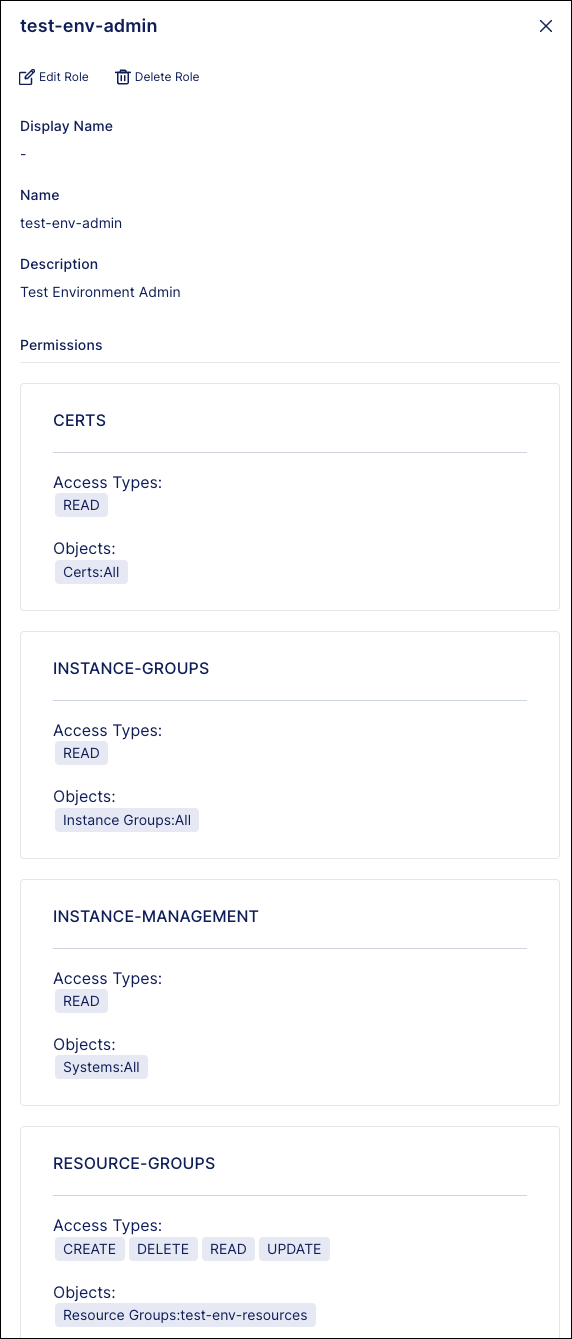 test-env-admin
Edit Role Delete Role
Display Name
-
Name
test-env-admin
Description
Test Environment Admin
Permissions
CERTS
Access Types:
READ
Objects:
Certs:All
INSTANCE-GROUPS
Access Types:
READ
Objects:
Instance Groups:All
INSTANCE-MANAGEMENT
Access Types:
READ
Objects:
Systems:All
RESOURCE-GROUPS
Access Types:
CREATE DELETE READ UPDATE
Objects:
Resource Groups:test-env-resources